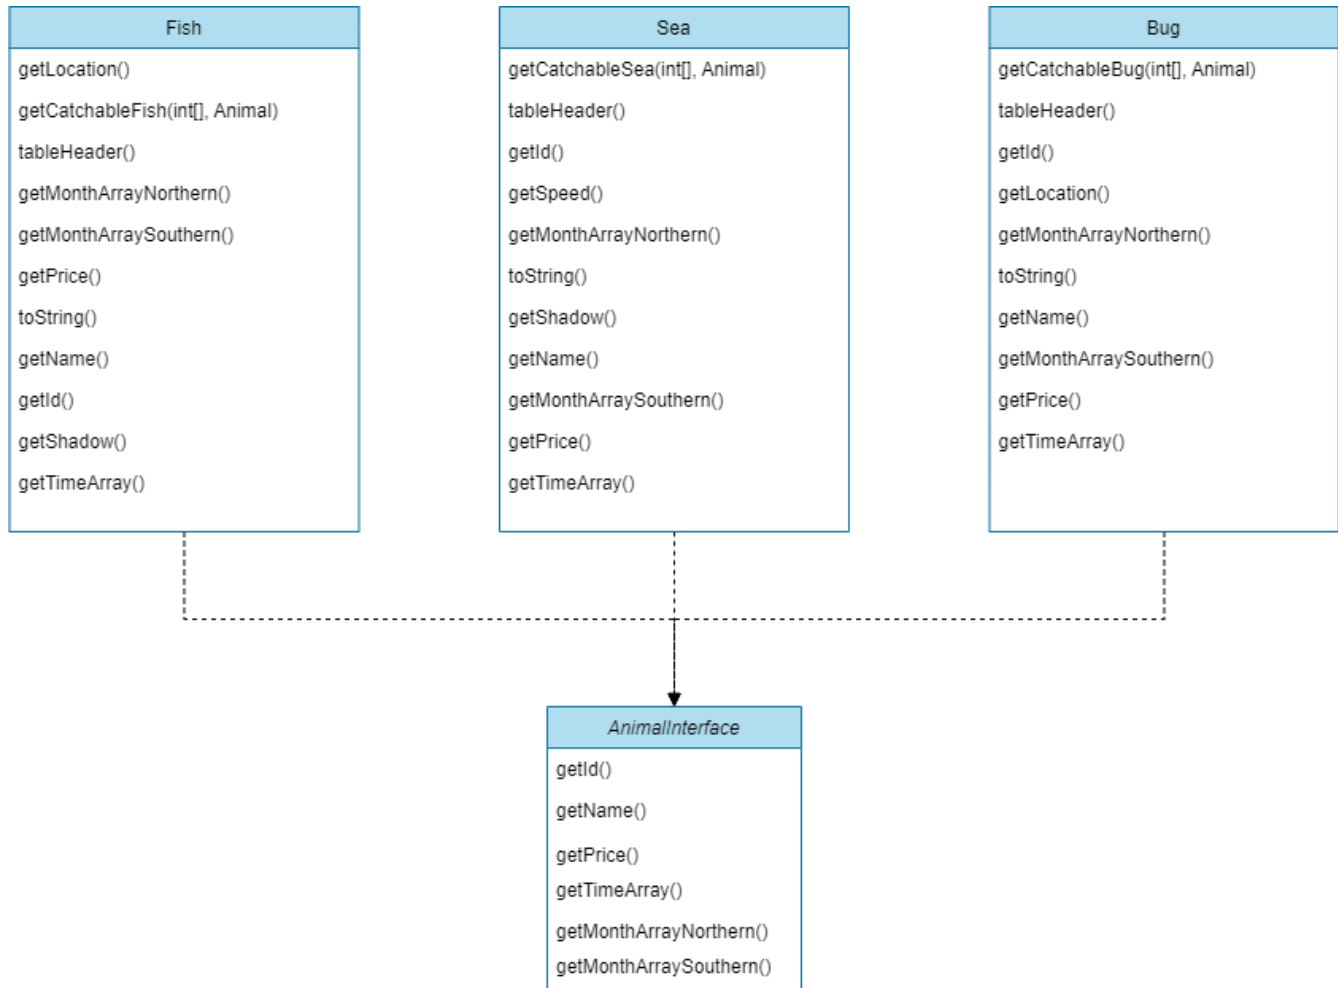 Fish
getLocation()
getCatchableFish(int[], Animal)
tableHeader()
getMonthArrayNorthern()
getMonthArraySouthern()
getPrice()
toString()
getName()
getId()
getShadow()
getTimeArray()
Sea
getCatchableSea(int[], Animal)
tableHeader()
getId()
getSpeed()
getMonthArrayNorthern()
toString()
getShadow()
getName()
getMonthArraySouthern()
getPrice()
getTimeArray()
Bug
getCatchableBug(int[], Animal)
tableHeader()
getId()
getLocation()
getMonthArrayNorthern()
toString()
getName()
getMonthArraySouthern()
getPrice()
getTimeArray()
AnimalInterface
getId()
getName()
getPrice()
getTimeArray()
getMonthArrayNorthern()
getMonthArraySouthern()